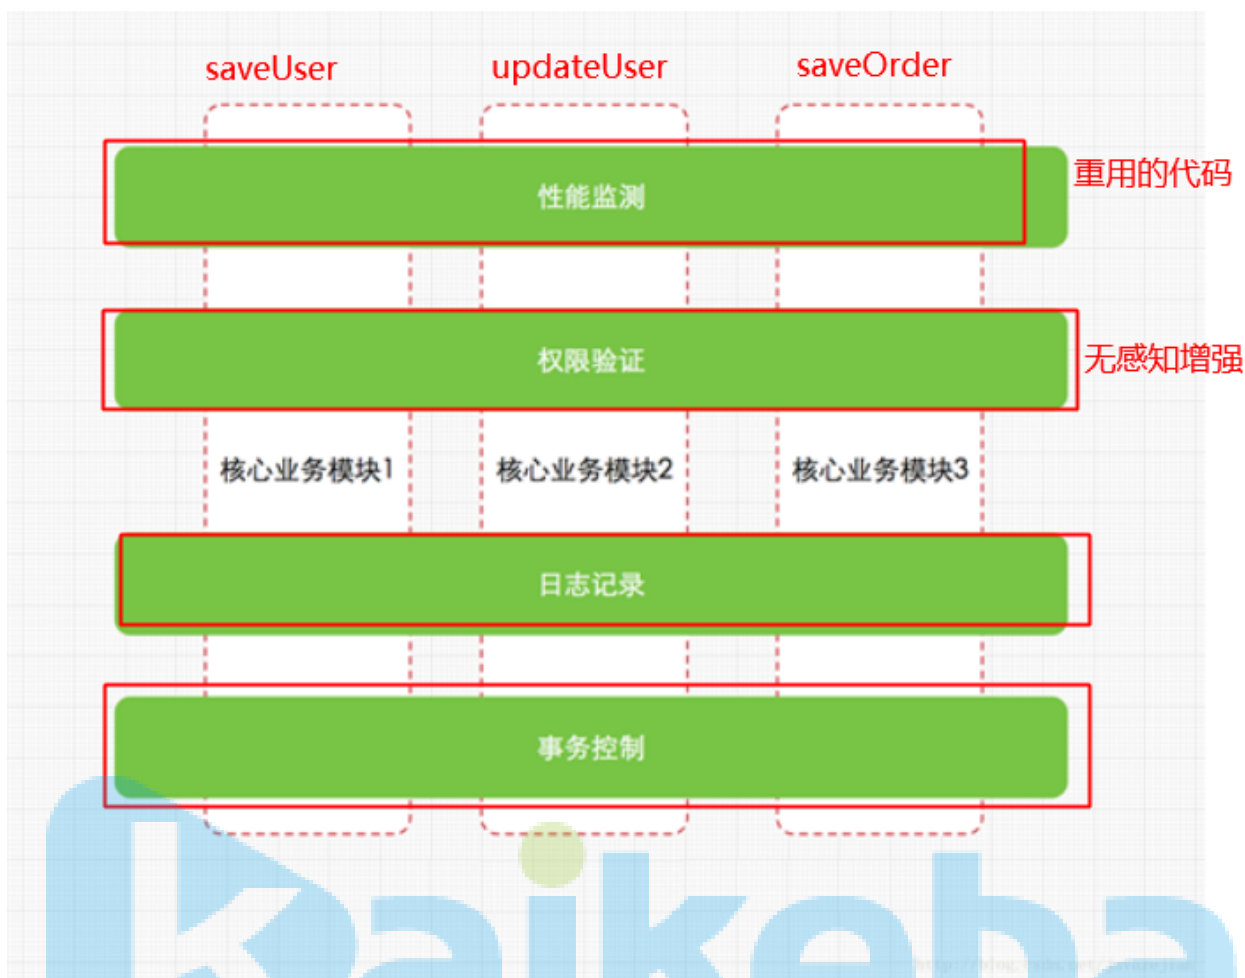 saveUser
updateUser
saveOrder
性能监测
重用的代码
权限验证
无感知增强
核心业务模块1
核心业务模块2
核心业务模块3
日志记录
事务控制
kaikeba